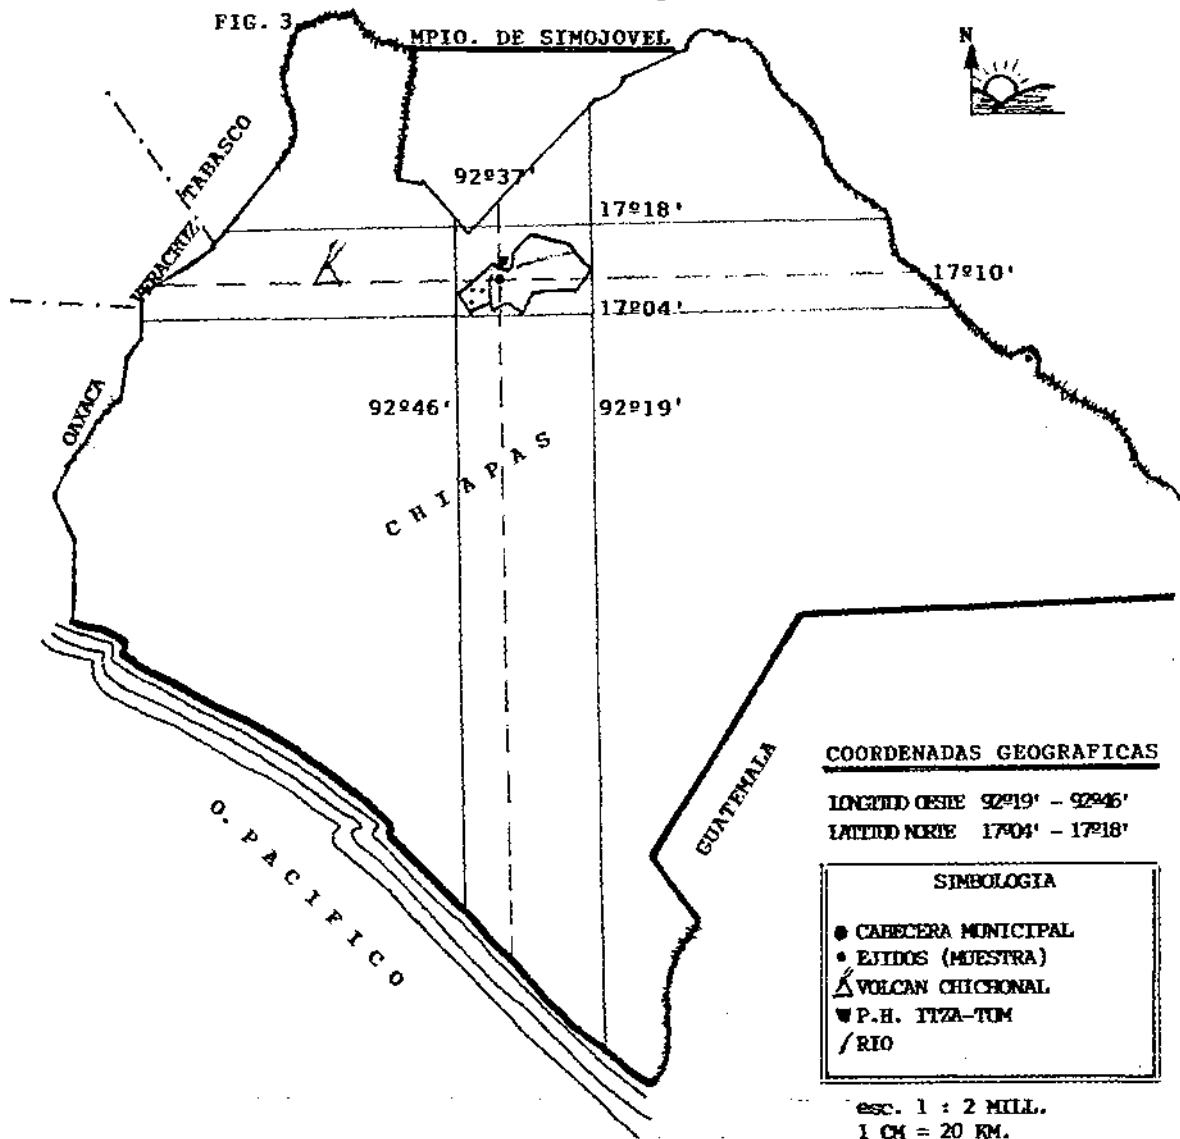 FIG. 3
MPIO. DE SIMOJOVEL
N
TABASCO
VERACRUZ
OAXACA
92º37'
17º18'
17º10'
17º04'
92º46'
92º19'
CHIAPAS
GUATEMALA
O. PACIFICO
COORDENADAS GEOGRAFICAS
LONGITUD OESTE 92º19' - 92º46'
LATITUD NORTE 17º04' - 17º18'
SIMBOLOGIA
CABECERA MUNICIPAL
EJIDOS (MUESTRA)
VOLCAN CHICHONAL
P.H. ITZA-TUM
RIO
esc. 1 : 2 MILL.
1 CM = 20 KM.